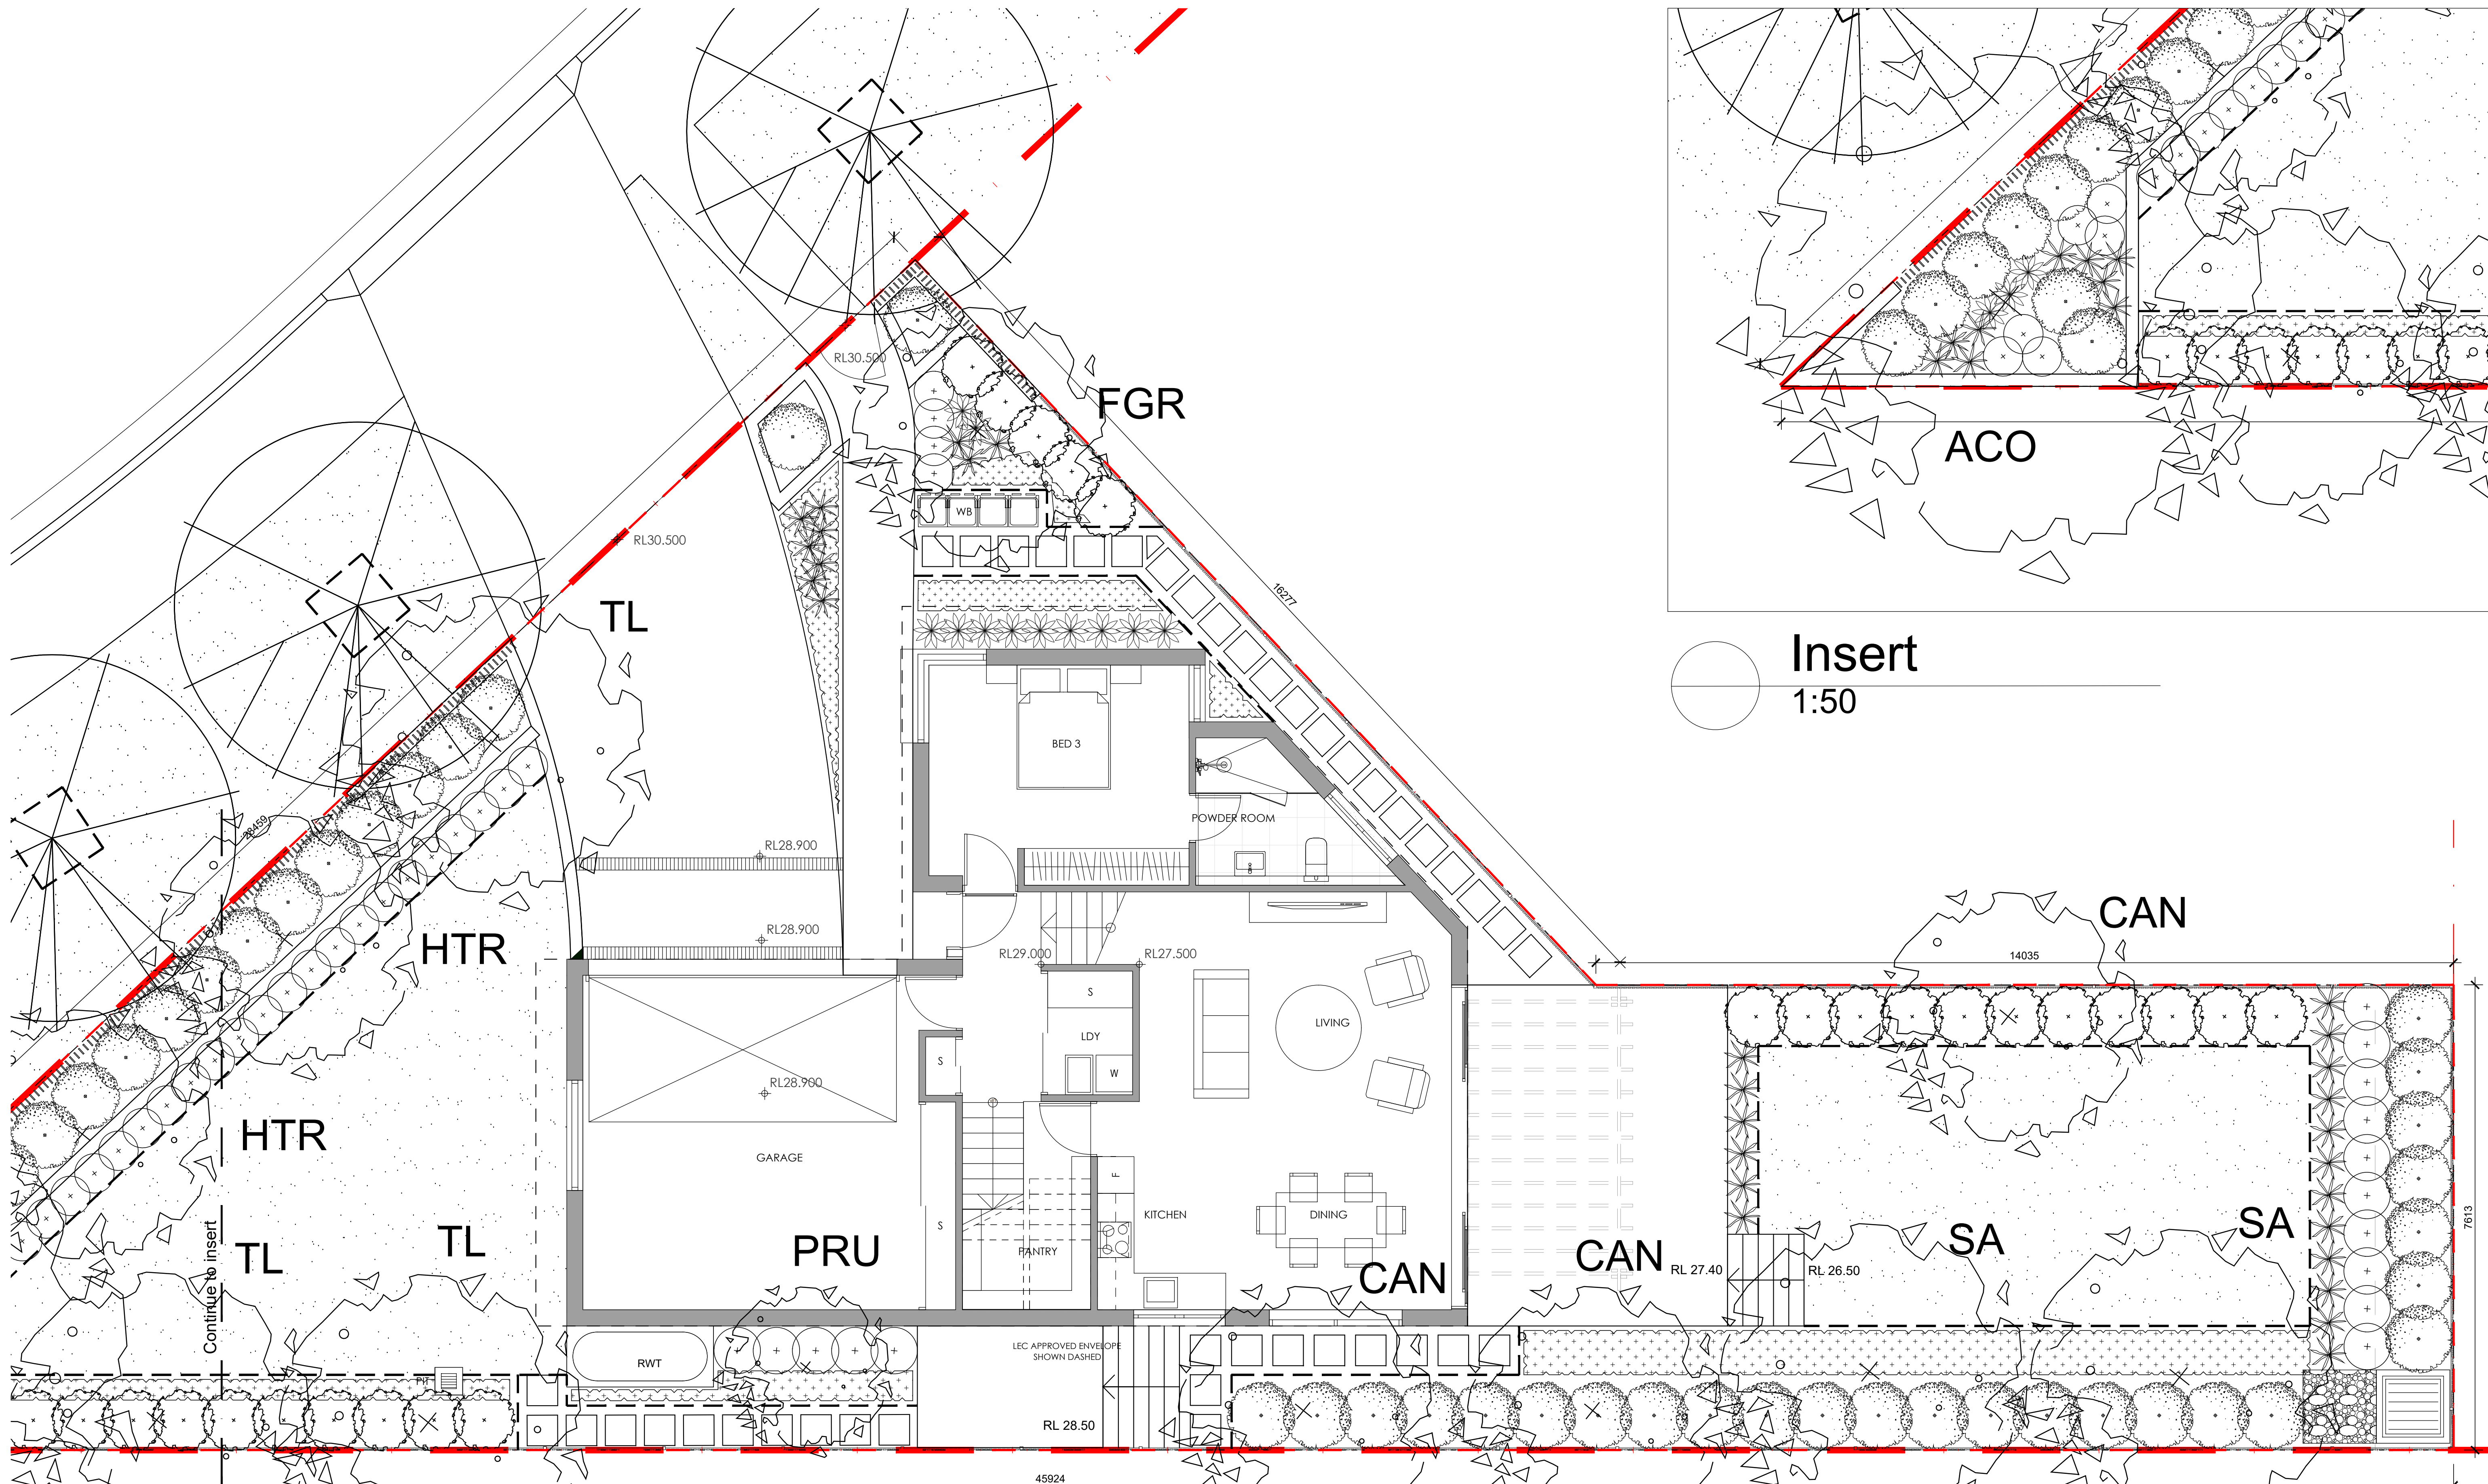 FGR
ACO
RL30.500
WB
RL30.500
TL
16277
Insert
1:50
BED 3
POWDER ROOM
28459
RL28.900
CAN
RL28.900
HTR
RL29.000
RL27.500
14035
S
LIVING
LDY
S
W
RL28.900
HTR
GARAGE
F
KITCHEN
DINING
7613
Continue to insert
TL
TL
PRU
S
PANTRY
CAN
CAN
RL 27.40
RL 26.50
SA
SA
RWT
LEC APPROVED ENVELOPE
SHOWN DASHED
PIT
RL 28.50
45924